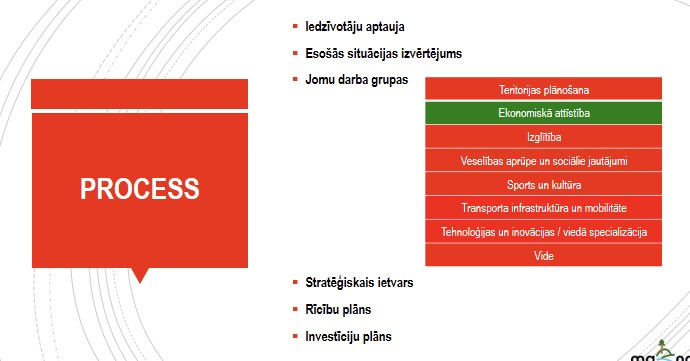 Iedzīvotāju aptauja
Esošās situācijas izvērtējums
Jomu darba grupas
Teritorijas plānošana
Ekonomiskā attīstība
Izglītība
Veselības aprūpe un sociālie jautājumi
Sports un kultūra
Transporta infrastruktūra un mobilitāte
Tehnoloģijas un inovācijas / viedā specializācija
Vide
PROCESS
Stratēģiskais ietvars
Rīcību plāns
Investīciju plāns